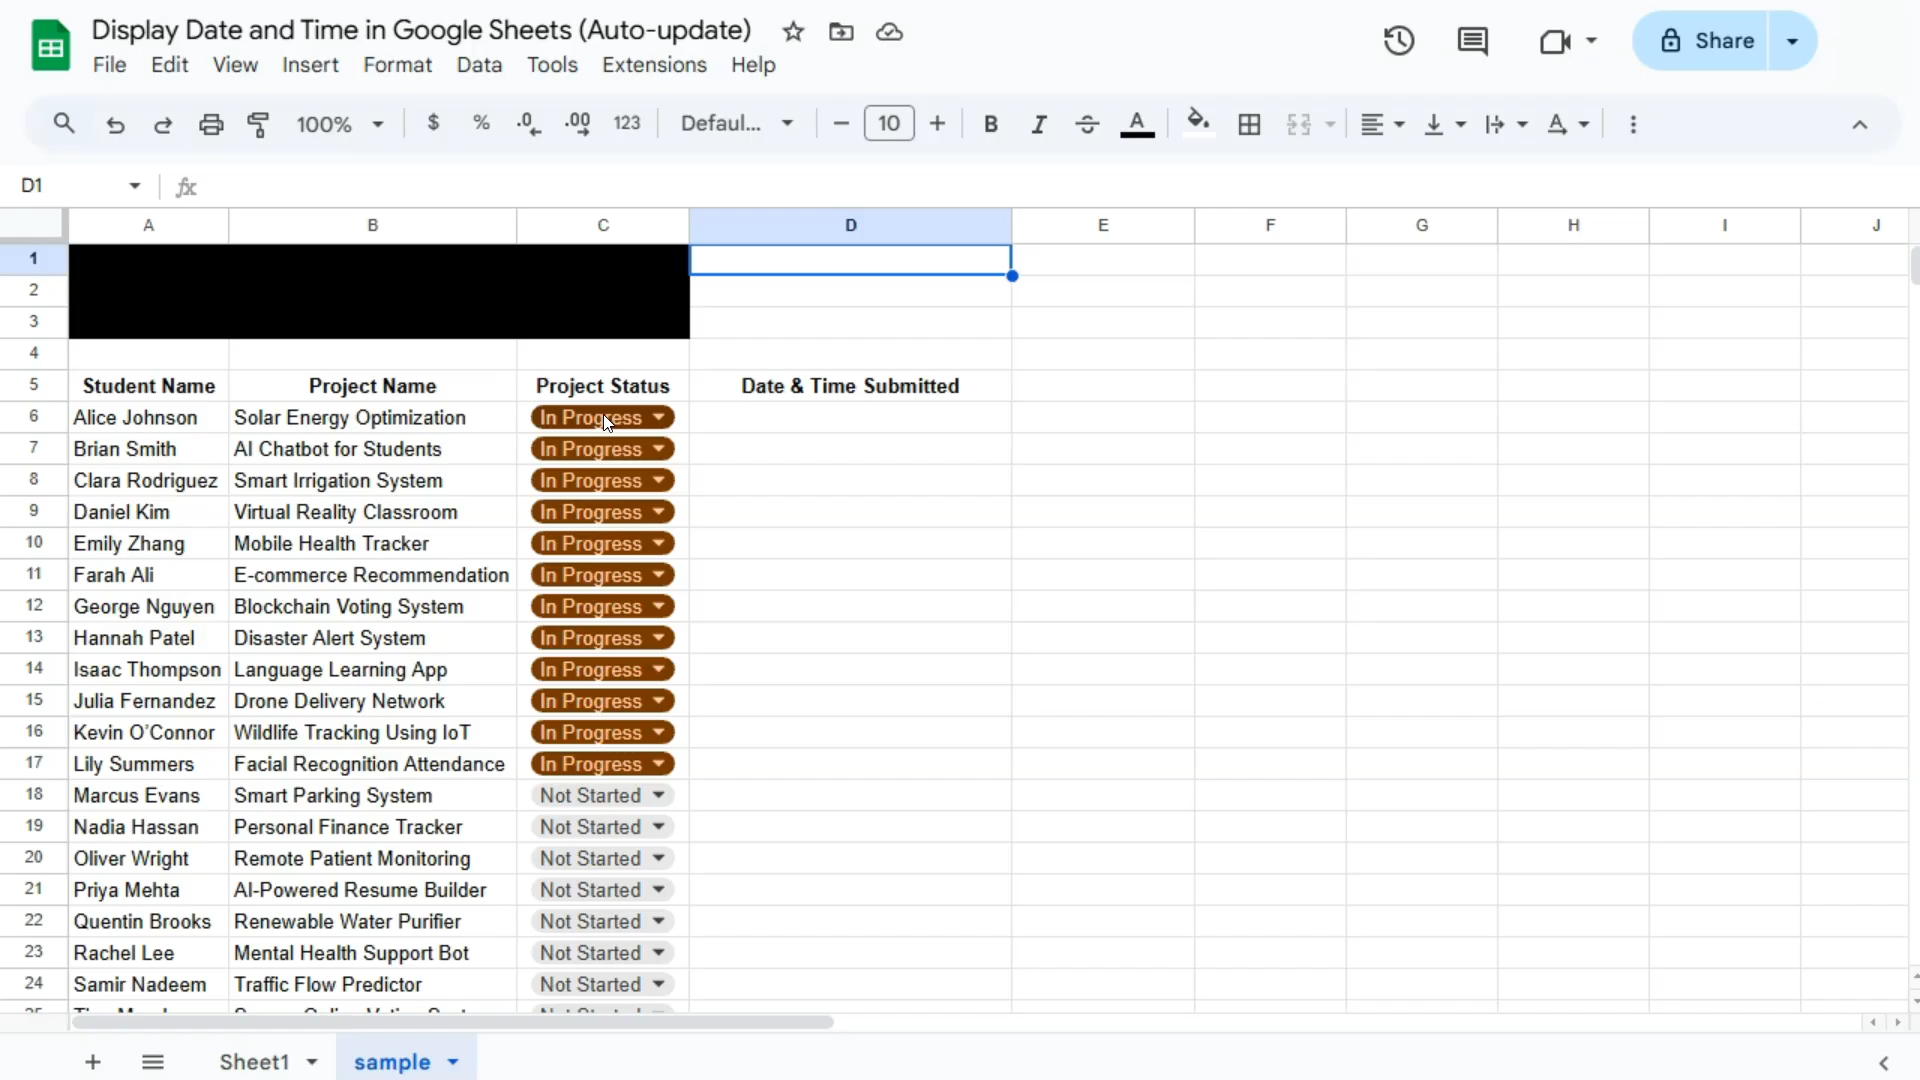 Display Date and Time in Google Sheets (Auto-update)
File Edit View Insert Format Data Tools Extensions Help
Share
100% $ % .0 .00 123 Defaul... 10 B I A
D1 fx
A B C D E F G H I J
1
2
3
4
5 Student Name Project Name Project Status Date & Time Submitted
6 Alice Johnson Solar Energy Optimization In Progress
7 Brian Smith AI Chatbot for Students In Progress
8 Clara Rodriguez Smart Irrigation System In Progress
9 Daniel Kim Virtual Reality Classroom In Progress
10 Emily Zhang Mobile Health Tracker In Progress
11 Farah Ali E-commerce Recommendation In Progress
12 George Nguyen Blockchain Voting System In Progress
13 Hannah Patel Disaster Alert System In Progress
14 Isaac Thompson Language Learning App In Progress
15 Julia Fernandez Drone Delivery Network In Progress
16 Kevin O'Connor Wildlife Tracking Using IoT In Progress
17 Lily Summers Facial Recognition Attendance In Progress
18 Marcus Evans Smart Parking System Not Started
19 Nadia Hassan Personal Finance Tracker Not Started
20 Oliver Wright Remote Patient Monitoring Not Started
21 Priya Mehta AI-Powered Resume Builder Not Started
22 Quentin Brooks Renewable Water Purifier Not Started
23 Rachel Lee Mental Health Support Bot Not Started
24 Samir Nadeem Traffic Flow Predictor Not Started
Sheet1 sample